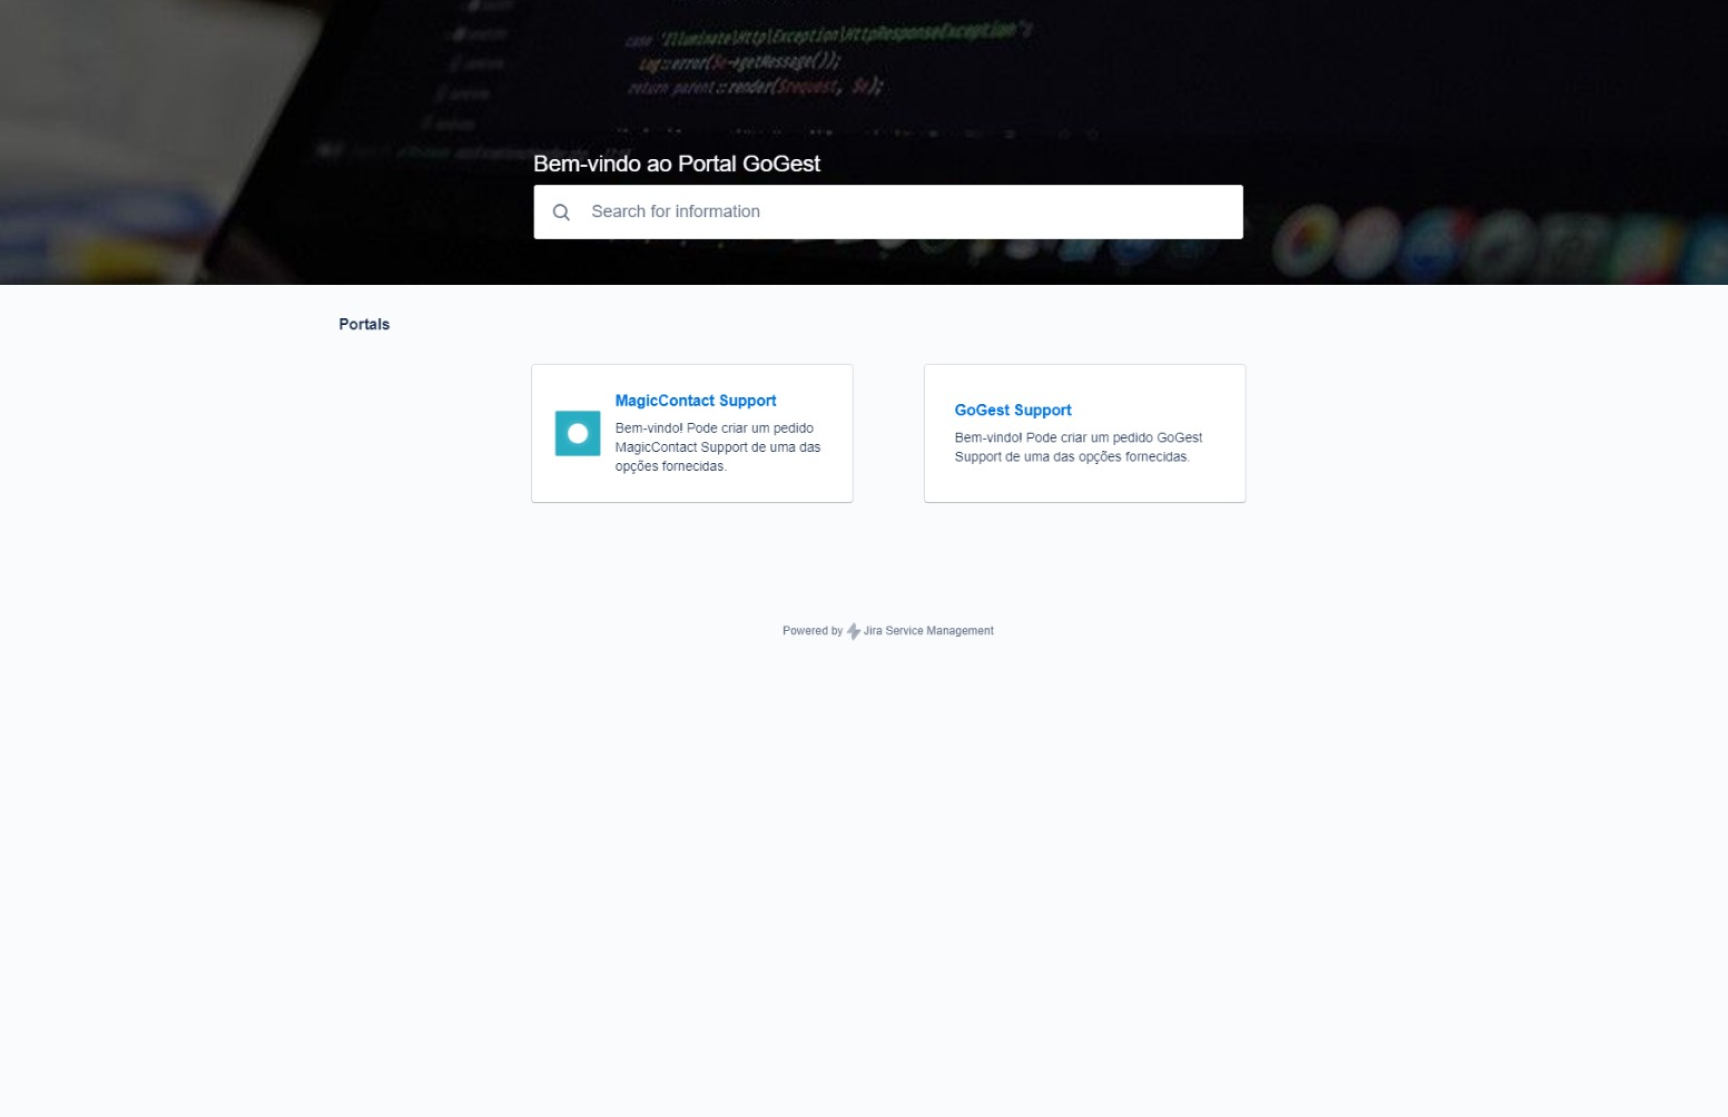 case 'Illuminate\Http\Exception\HttpResponseException':
Log::error($e->getMessage());
return parent::render($request, $e);
Bem-vindo ao Portal GoGest
Search for information
Portals
MagicContact Support
Bem-vindo! Pode criar um pedido
MagicContact Support de uma das
opções fornecidas.
GoGest Support
Bem-vindo! Pode criar um pedido GoGest
Support de uma das opções fornecidas.
Powered by Jira Service Management